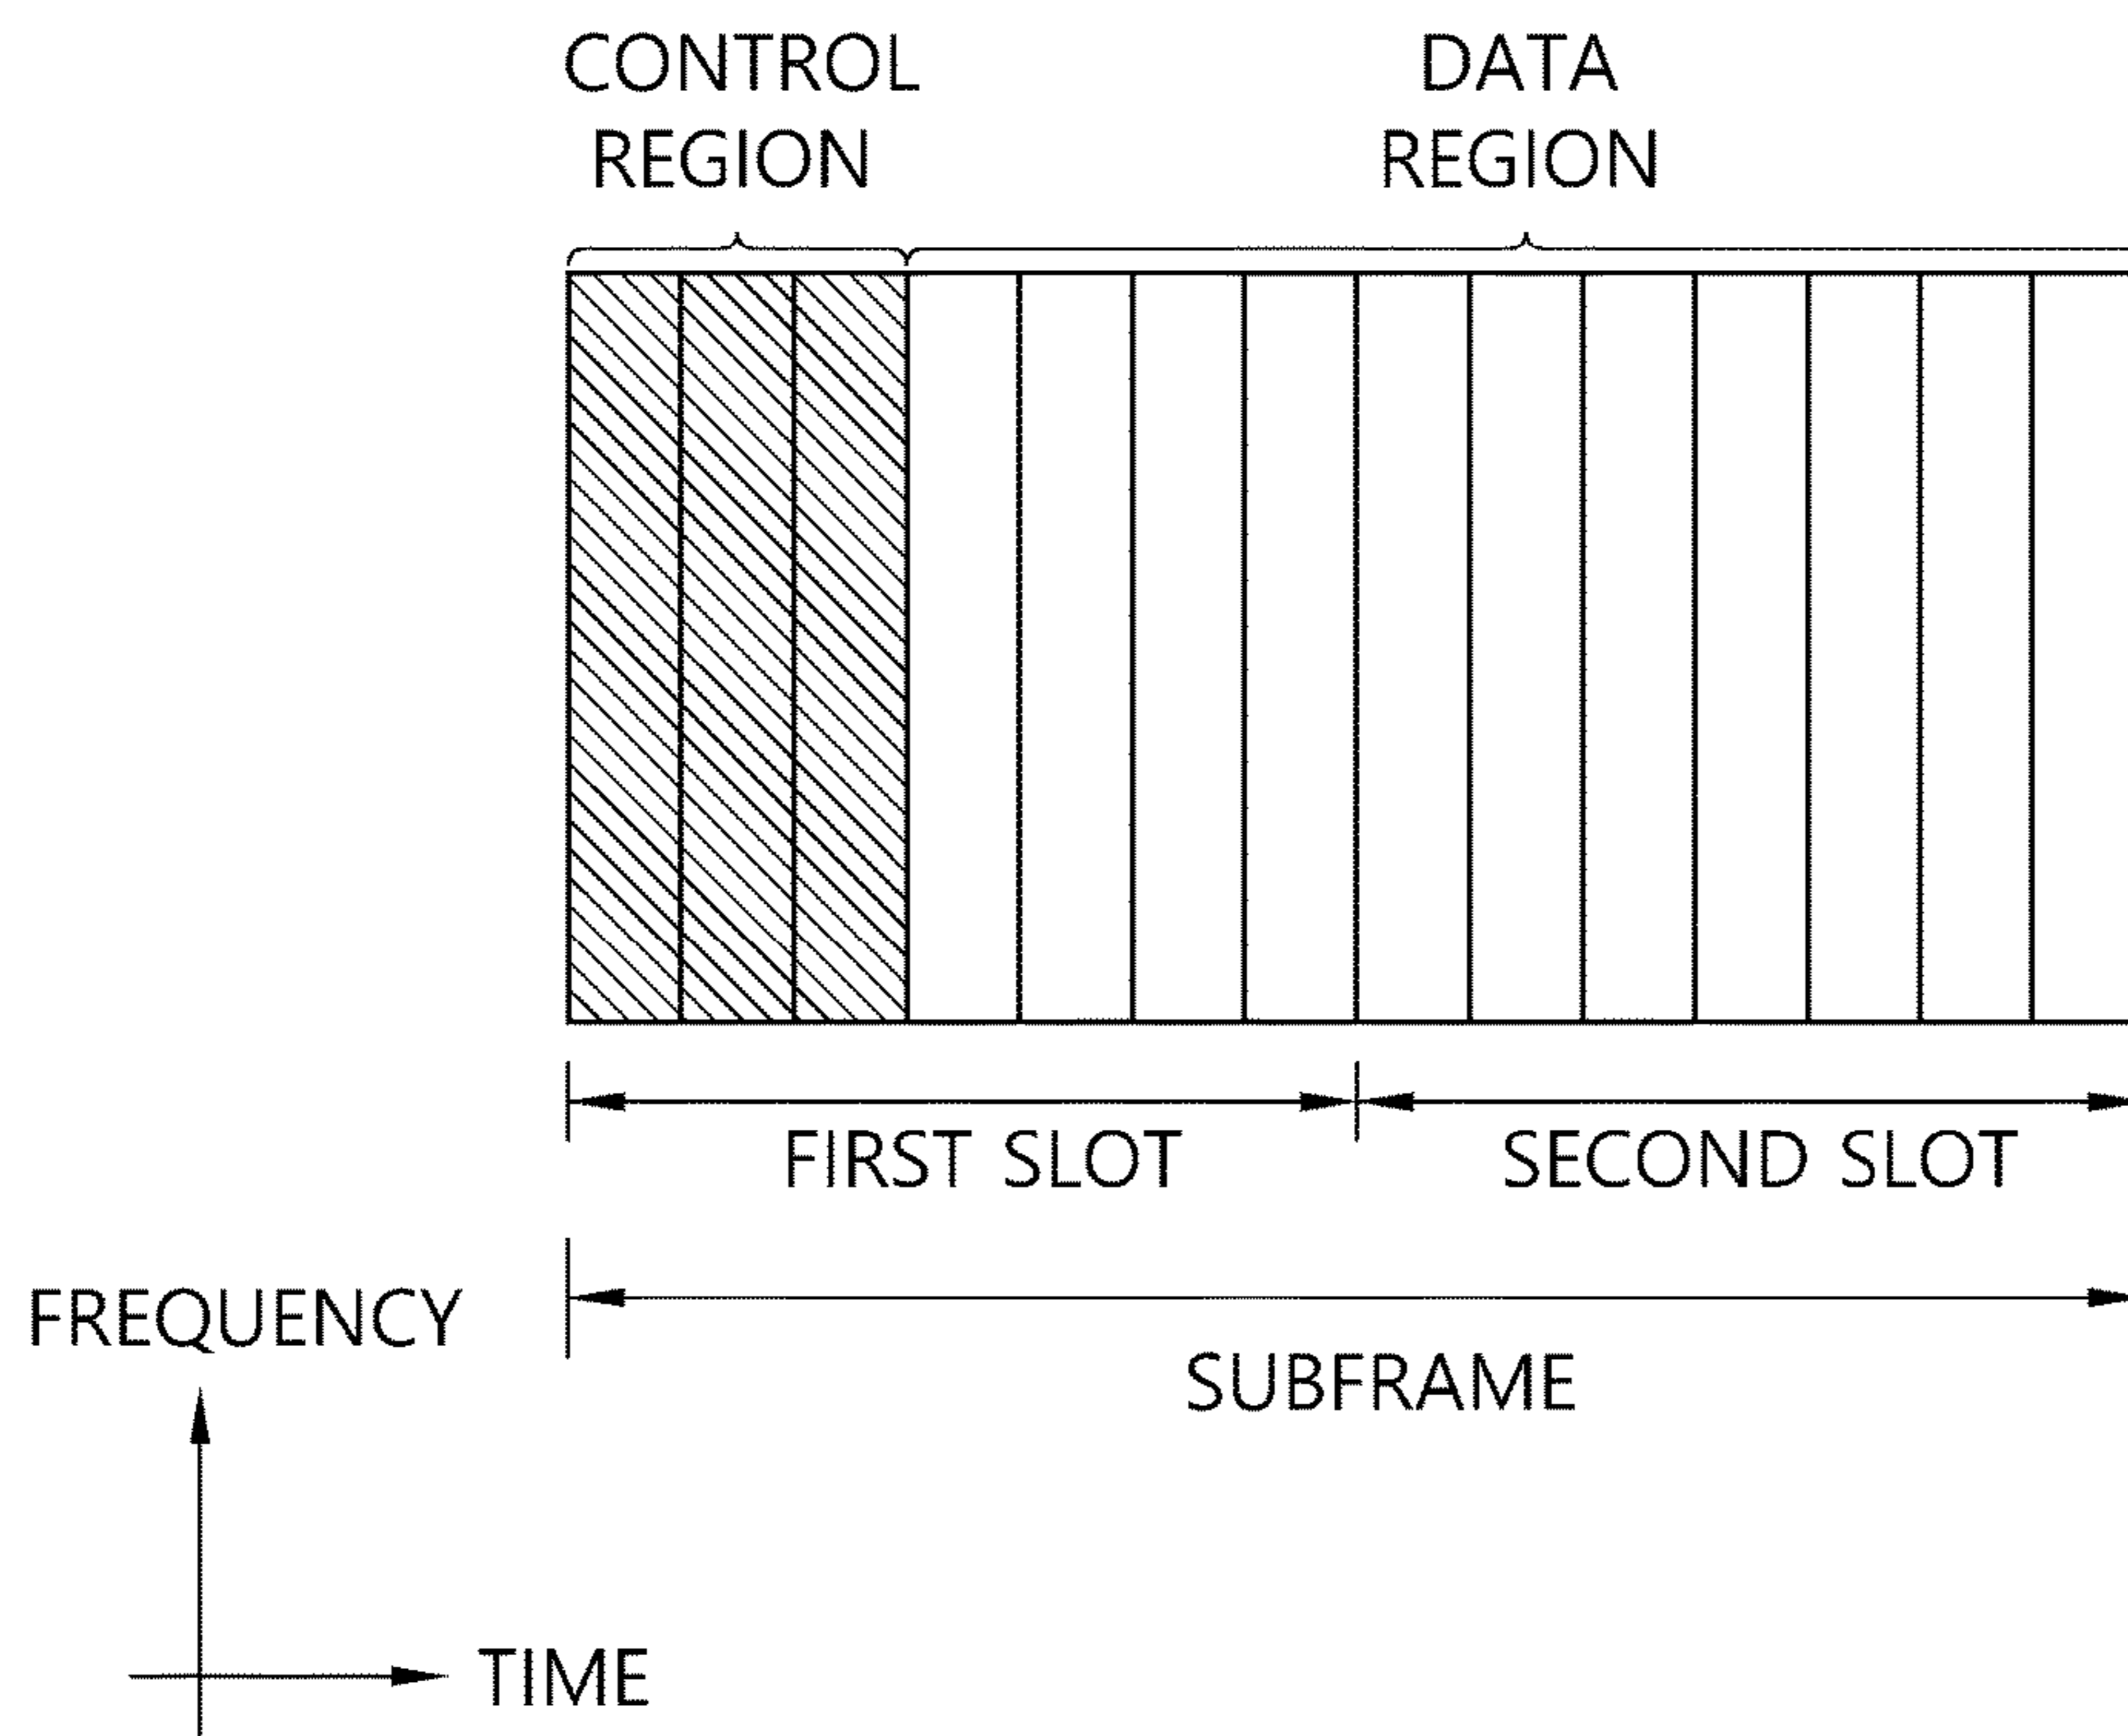 CONTROL
REGION
DATA
REGION
FIRST SLOT
SECOND SLOT
SUBFRAME
FREQUENCY
TIME